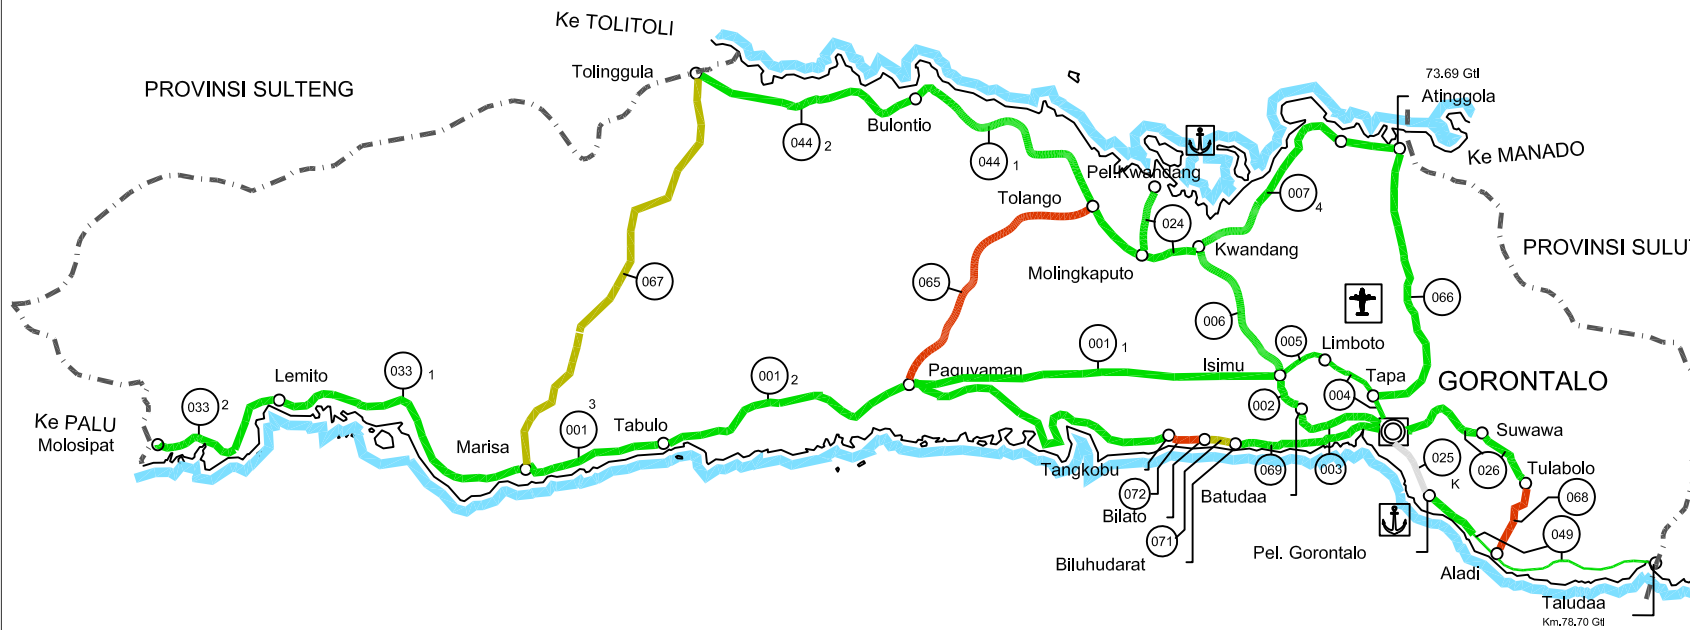 Ke TOLITOLI
Tolinggula
PROVINSI SULTENG
73.69 Gtl
Atinggola
Bulontio
044 2
044 1
Ke MANADO
Pel.Kwandang
Tolango
007 4
024
Kwandang
PROVINSI SULUT
Molingkaputo
067
065
066
006
005
Limboto
001 1
Isimu
Paguyaman
Tapa
GORONTALO
Lemito
033 1
001 2
004
002
033 2
Ke PALU
Molosipat
3
001
Tabulo
Marisa
Suwawa
Tangkobu
069
003
025
K
026
Tulabolo
072
Batudaa
068
Bilato
071
Pel. Gorontalo
049
Biluhudarat
Aladi
Taludaa
Km.78.70 Gtl